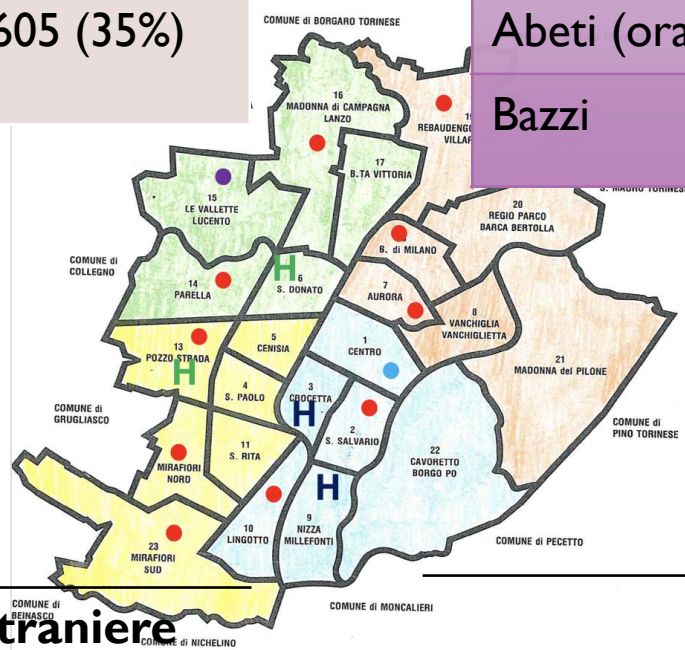 605 (35%)
Abeti (ora
Bazzi
COMUNE di BORGARO TORINESE
16
MADONNA di CAMPAGNA
LANZO
REBAUDENGO
VILLAR
17
B.TA VITTORIA
S. MAURO TORINESE
20
REGIO PARCO
BARCA BERTOLLA
15
LE VALLETTE
LUCENTO
B. di MILANO
COMUNE di
COLLEGNO
H
6
S. DONATO
14
PARELLA
7
AURORA
8
VANCHIGLIA
VANCHIGLIETTA
13
POZZO STRADA
H
5
CENISIA
1
CENTRO
21
MADONNA del PILONE
4
S. PAOLO
3
CROCETTA
H
2
S. SALVARIO
COMUNE di
GRUGLIASCO
COMUNE di
PINO TORINESE
11
S. RITA
22
CAVORETTO
BORGO PO
MIRAFIORI
NORD
H
10
LINGOTTO
9
NIZZA
MILLEFONTI
23
MIRAFIORI
SUD
COMUNE di PECETTO
COMUNE di
BEINASCO
COMUNE di MONCALIERI
traniere
di NICHELINO